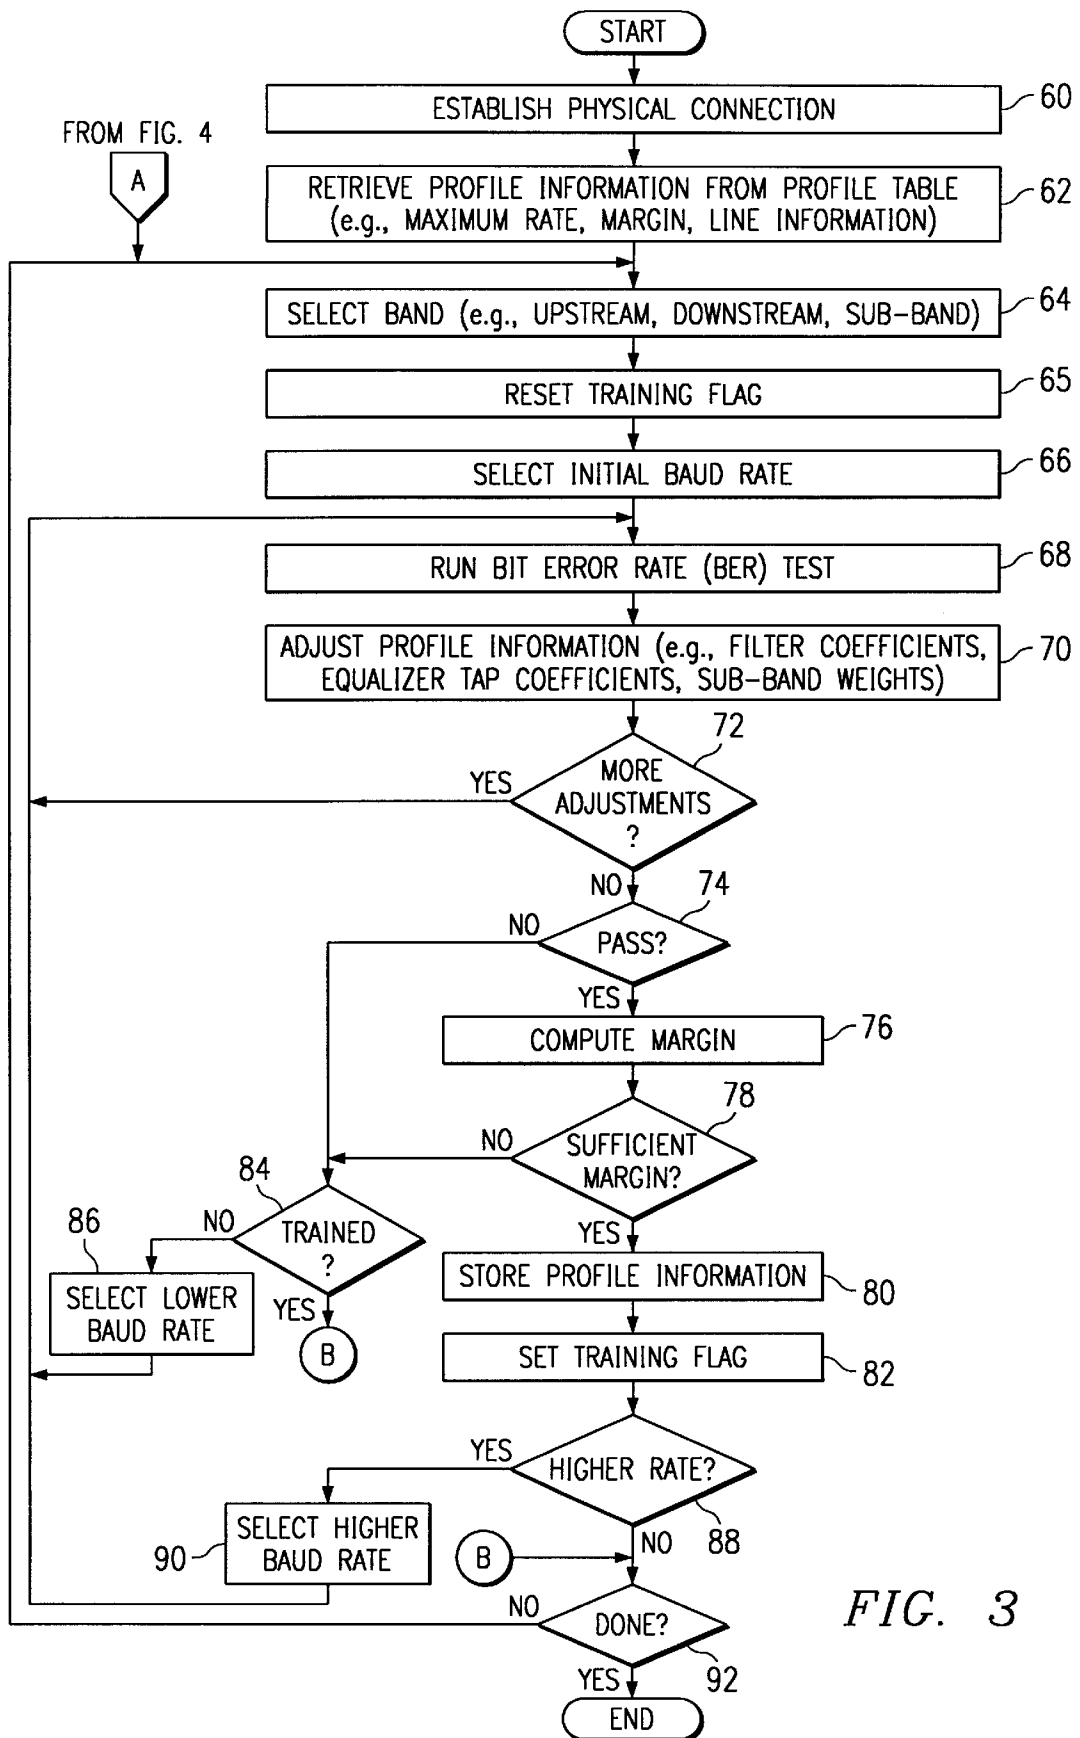 START
ESTABLISH PHYSICAL CONNECTION
60
FROM FIG. 4
A
RETRIEVE PROFILE INFORMATION FROM PROFILE TABLE
(e.g., MAXIMUM RATE, MARGIN, LINE INFORMATION)
62
SELECT BAND (e.g., UPSTREAM, DOWNSTREAM, SUB-BAND)
64
RESET TRAINING FLAG
65
SELECT INITIAL BAUD RATE
66
RUN BIT ERROR RATE (BER) TEST
68
ADJUST PROFILE INFORMATION (e.g., FILTER COEFFICIENTS,
EQUALIZER TAP COEFFICIENTS, SUB-BAND WEIGHTS)
70
72
YES
MORE
ADJUSTMENTS
?
NO
74
NO
PASS?
YES
COMPUTE MARGIN
76
78
NO
SUFFICIENT
MARGIN?
YES
84
NO
TRAINED
?
YES
B
86
SELECT LOWER
BAUD RATE
STORE PROFILE INFORMATION
80
SET TRAINING FLAG
82
YES
HIGHER RATE?
88
NO
SELECT HIGHER
BAUD RATE
90
B
NO
DONE?
92
YES
END
FIG. 3